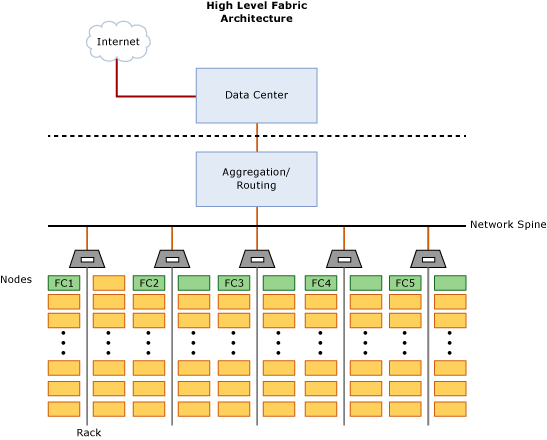 High Level Fabric
Architecture
Internet
Data Center
Aggregation/
Routing
Network Spine
Nodes
FC1
FC2
FC3
FC4
FC5
Rack